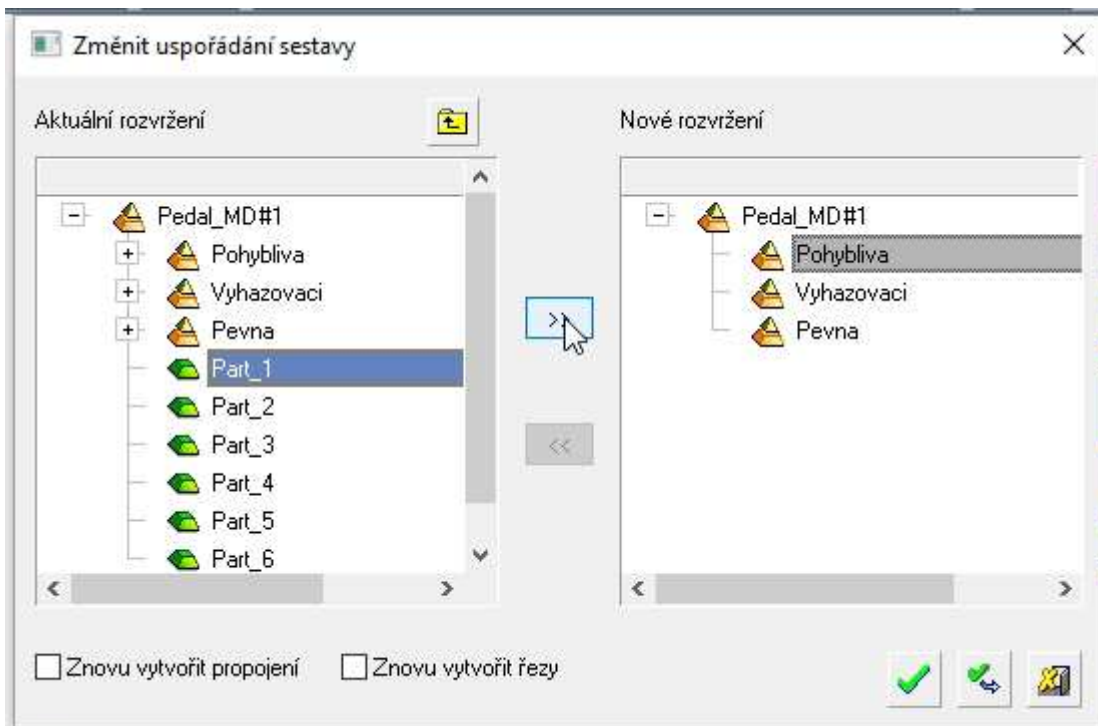 Změnit uspořádání sestavy
Aktuální rozvržení
Nové rozvržení
Pedal_MD#1
Pohybliva
Vyhazovaci
Pevna
Part_1
Part_2
Part_3
Part_4
Part_5
Part_6
>>
<<
Pedal_MD#1
Pohybliva
Vyhazovaci
Pevna
Znovu vytvořit propojení
Znovu vytvořit řezy